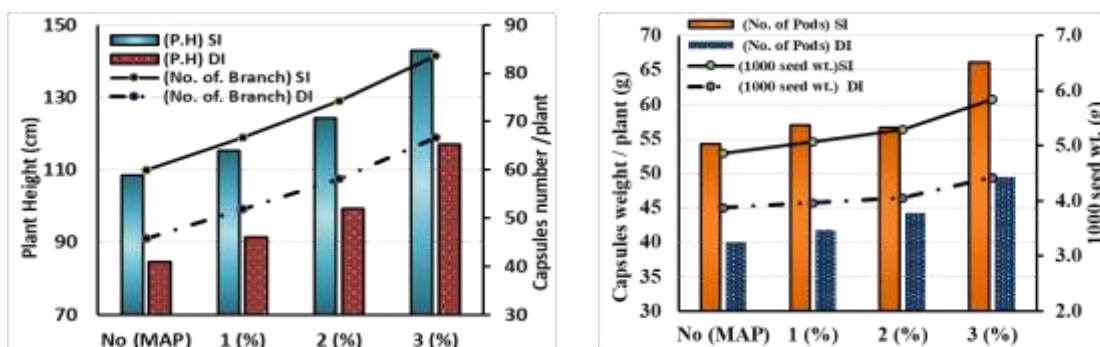 150
130
110
90
70
Plant Height (cm)
(P.H) SI
(P.H) DI
(No. of. Branch) SI
(No. of. Branch) DI
90
80
70
60
50
40
30
Capsules number /plant
No (MAP) 1 (%) 2 (%) 3 (%)
(No. of Pods) SI
(No. of Pods) DI
(1000 seed wt.)SI
(1000 seed wt.) DI
70
65
60
55
50
45
40
35
30
Capsules weight / plant (g)
7.0
6.0
5.0
4.0
3.0
2.0
1000 seed wt. (g)
No (MAP) 1 (%) 2 (%) 3 (%)